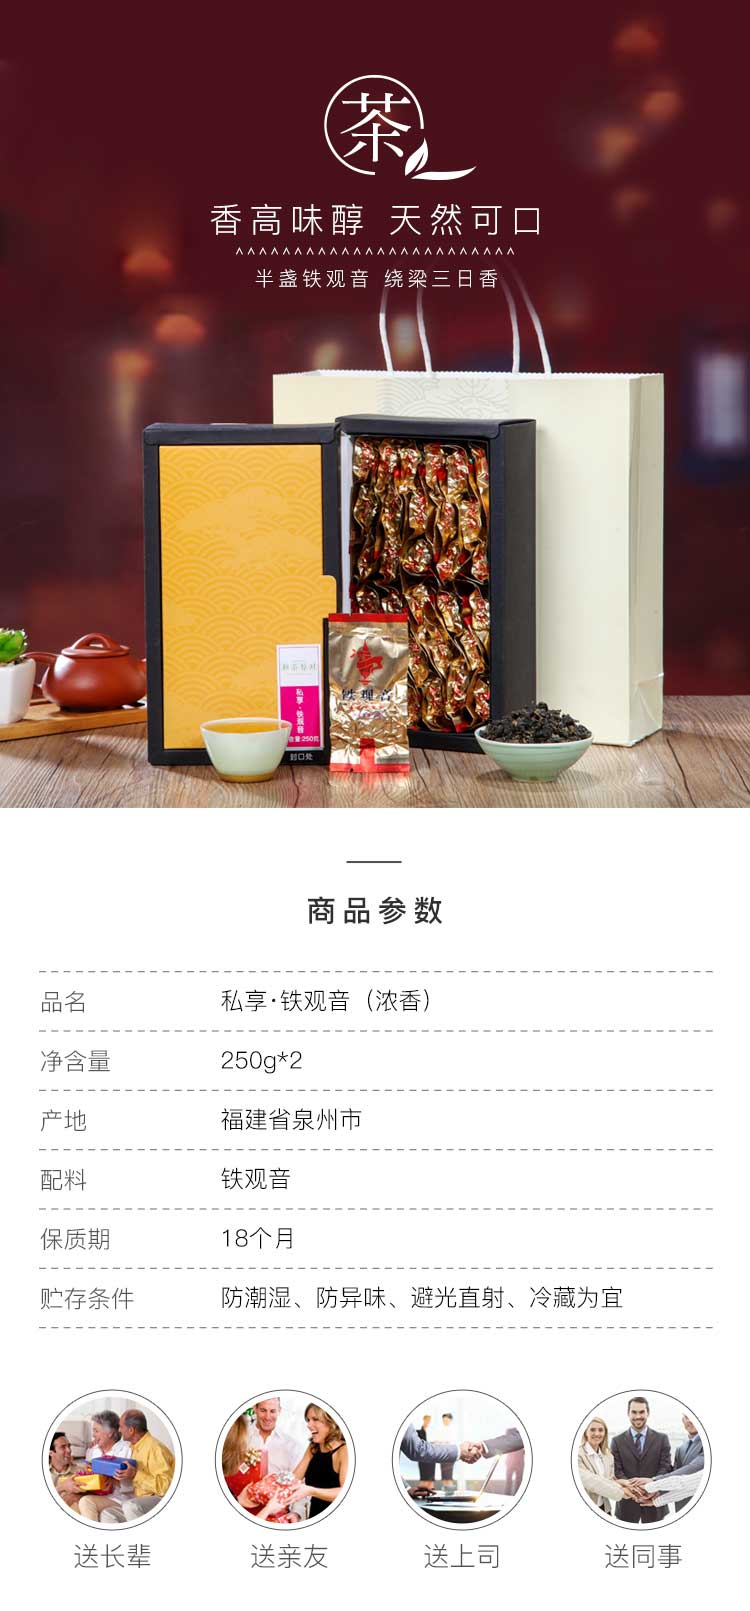 茶
香高味醇 天然可口
半盏铁观音 绕梁三日香
私享·铁观音
铁观音
封口处
商品参数
品名 私享·铁观音（浓香）
净含量 250g*2
产地 福建省泉州市
配料 铁观音
保质期 18个月
贮存条件 防潮湿、防异味、避光直射、冷藏为宜
送长辈 送亲友 送上司 送同事